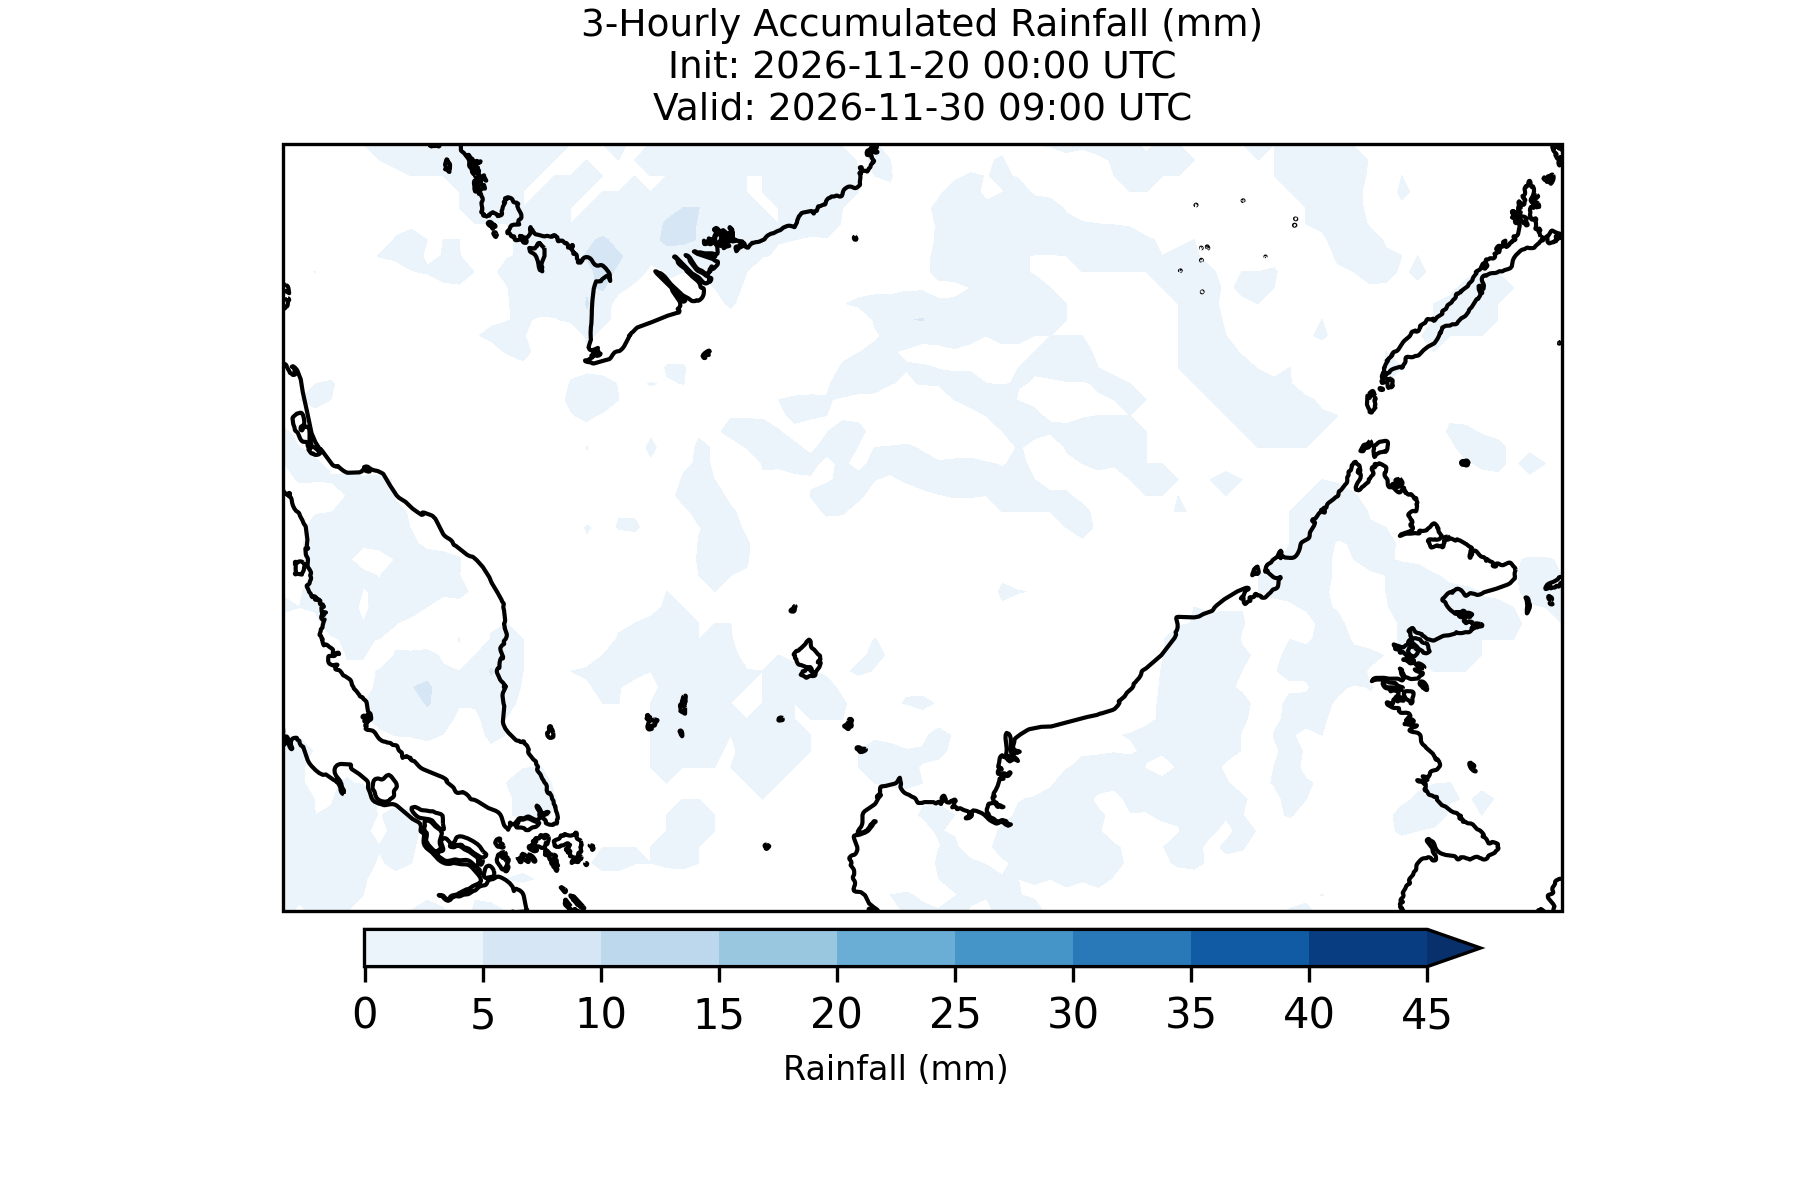 3-Hourly Accumulated Rainfall (mm)
Init: 2026-11-20 00:00 UTC
Valid: 2026-11-30 09:00 UTC
0 5 10 15 20 25 30 35 40 45
Rainfall (mm)